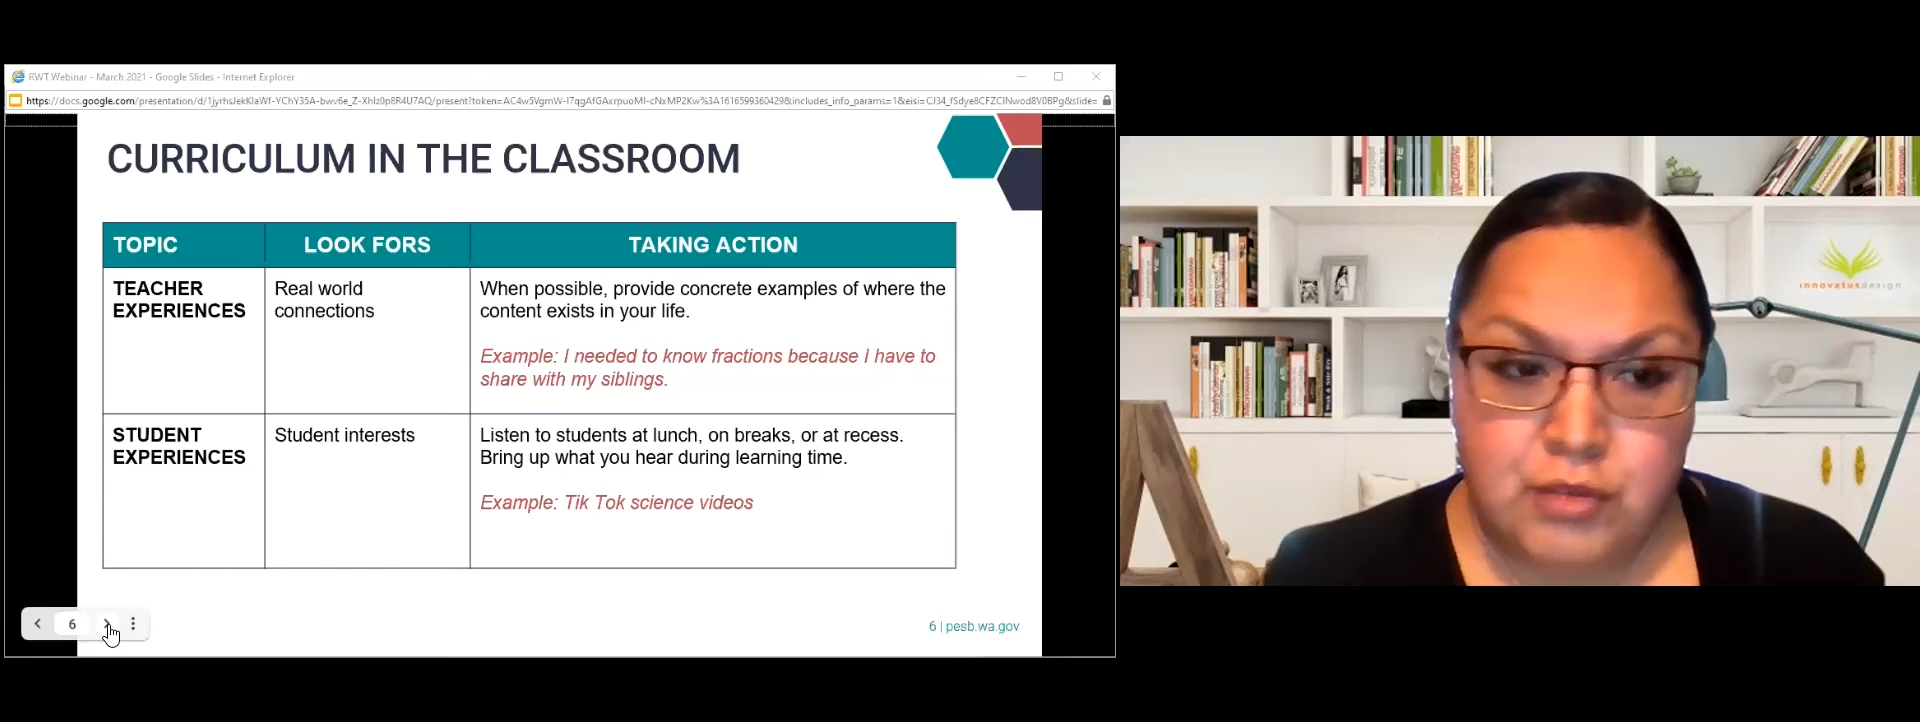 RWT Webinar - March 2021 - Google Slides - Internet Explorer
CURRICULUM IN THE CLASSROOM
TOPIC
LOOK FORS
TAKING ACTION
TEACHER
EXPERIENCES
Real world
connections
When possible, provide concrete examples of where the
content exists in your life.
Example: I needed to know fractions because I have to
share with my siblings.
STUDENT
EXPERIENCES
Student interests
Listen to students at lunch, on breaks, or at recess.
Bring up what you hear during learning time.
Example: Tik Tok science videos
6
6 | pesb.wa.gov
innovatusdesign